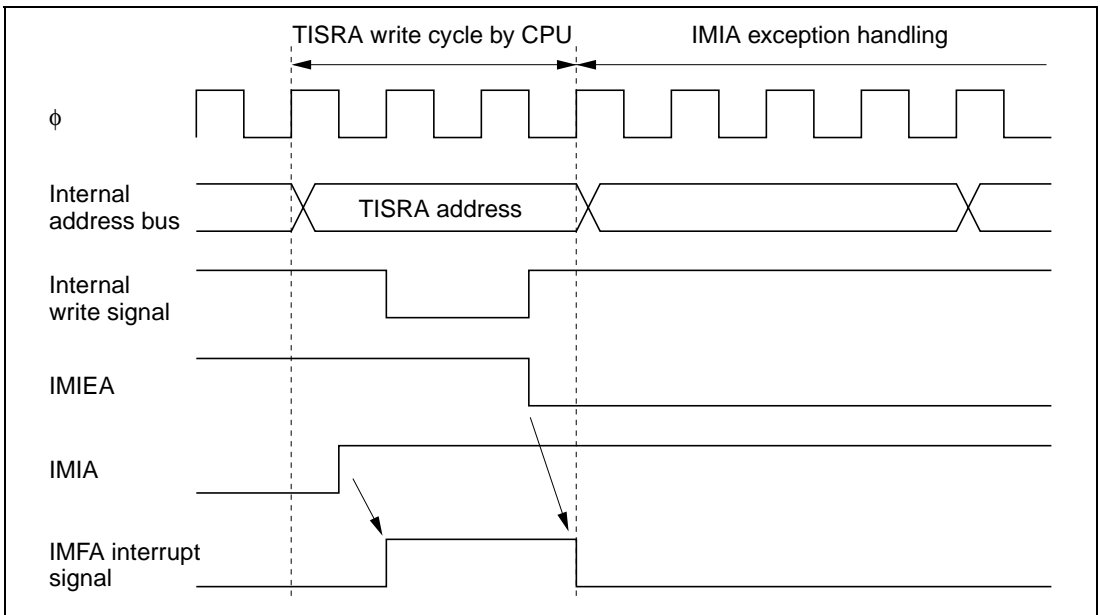 TISRA write cycle by CPU
IMIA exception handling
ϕ
Internal
address bus
TISRA address
Internal
write signal
IMIEA
IMIA
IMFA interrupt
signal